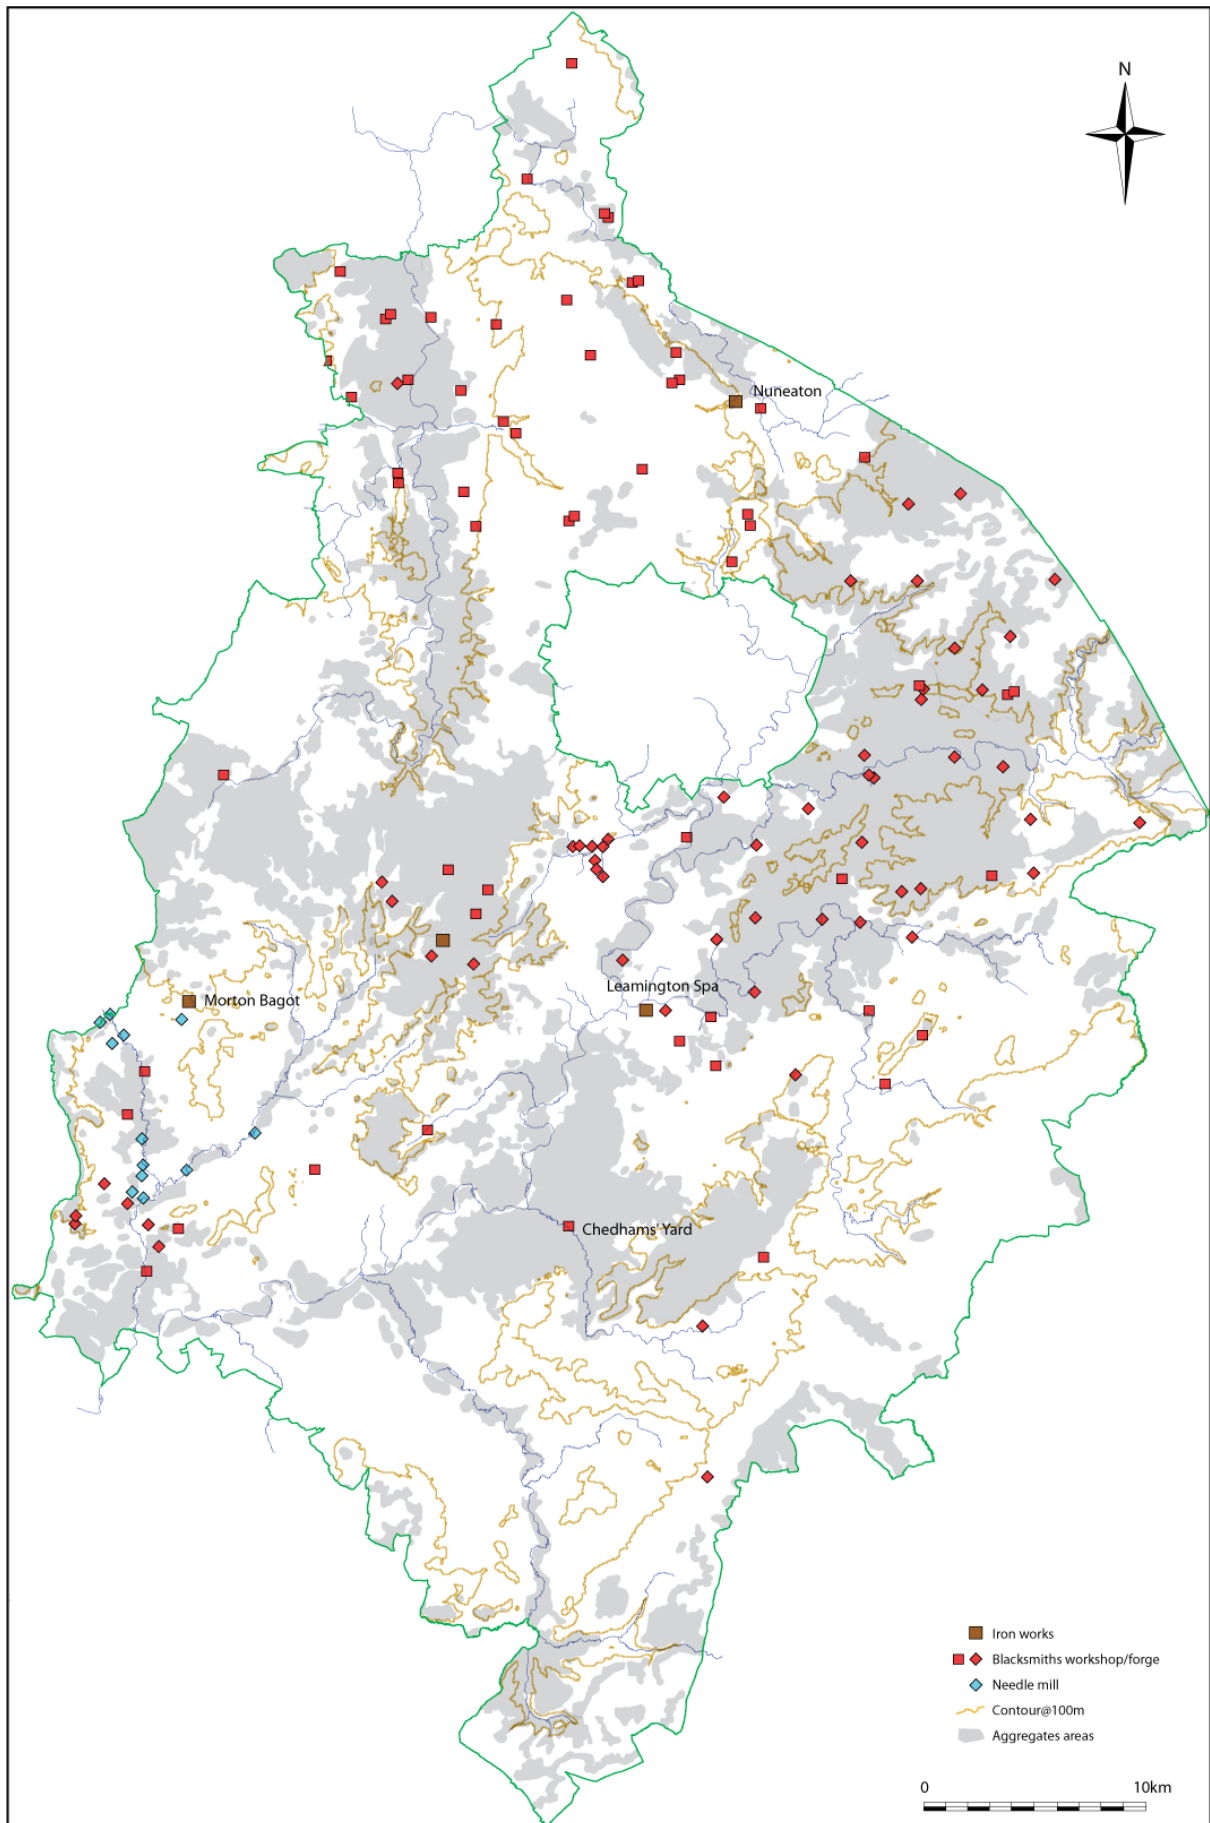 N
Nuneaton
Leamington Spa
Morton Bagot
Chedhams' Yard
Iron works
Blacksmiths workshop/forge
Needle mill
Contour@100m
Aggregates areas
0 10km